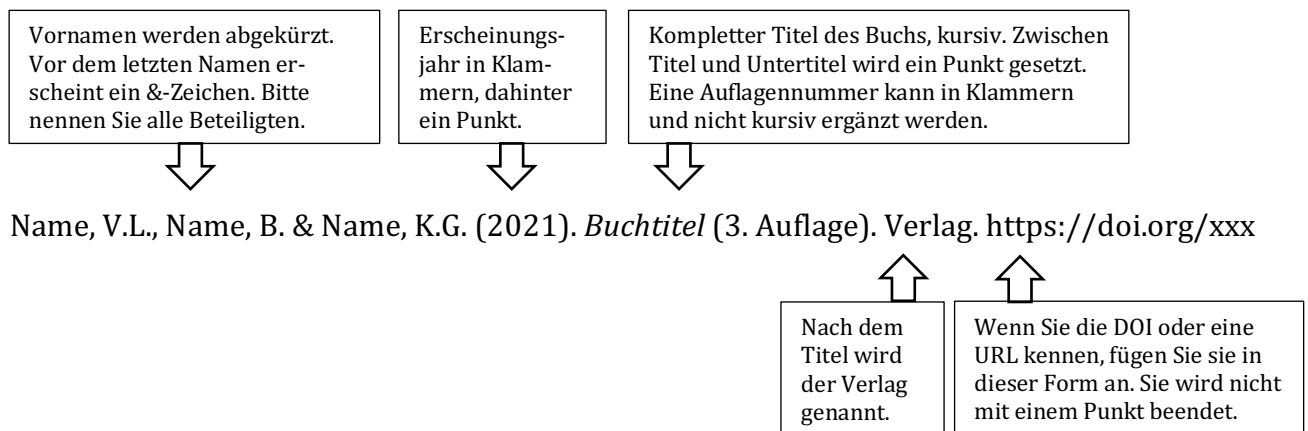 Vornamen werden abgekürzt.
Vor dem letzten Namen er-
scheint ein &-Zeichen. Bitte
nennen Sie alle Beteiligten.
Erscheinungs-
jahr in Klam-
mern, dahinter
ein Punkt.
Kompletter Titel des Buchs, kursiv. Zwischen
Titel und Untertitel wird ein Punkt gesetzt.
Eine Auflagennummer kann in Klammern
und nicht kursiv ergänzt werden.
Name, V.L., Name, B. & Name, K.G. (2021). Buchtitel (3. Auflage). Verlag. https://doi.org/xxx
Nach dem
Titel wird
der Verlag
genannt.
Wenn Sie die DOI oder eine
URL kennen, fügen Sie sie in
dieser Form an. Sie wird nicht
mit einem Punkt beendet.